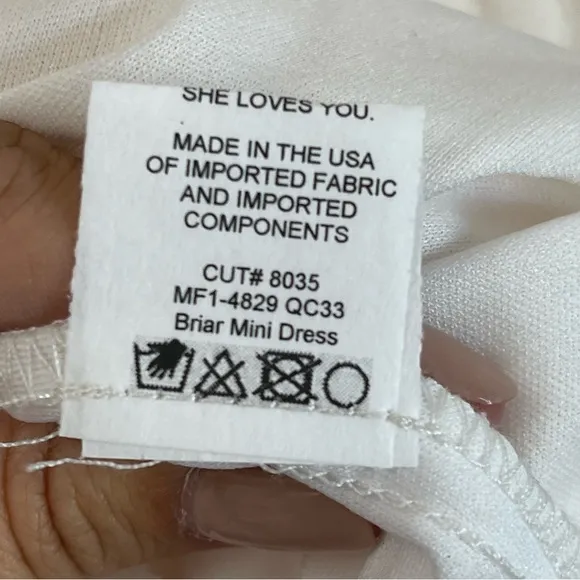 SHE LOVES YOU.
MADE IN THE USA
OF IMPORTED FABRIC
AND IMPORTED
COMPONENTS
CUT# 8035
MF1-4829 QC33
Briar Mini Dress